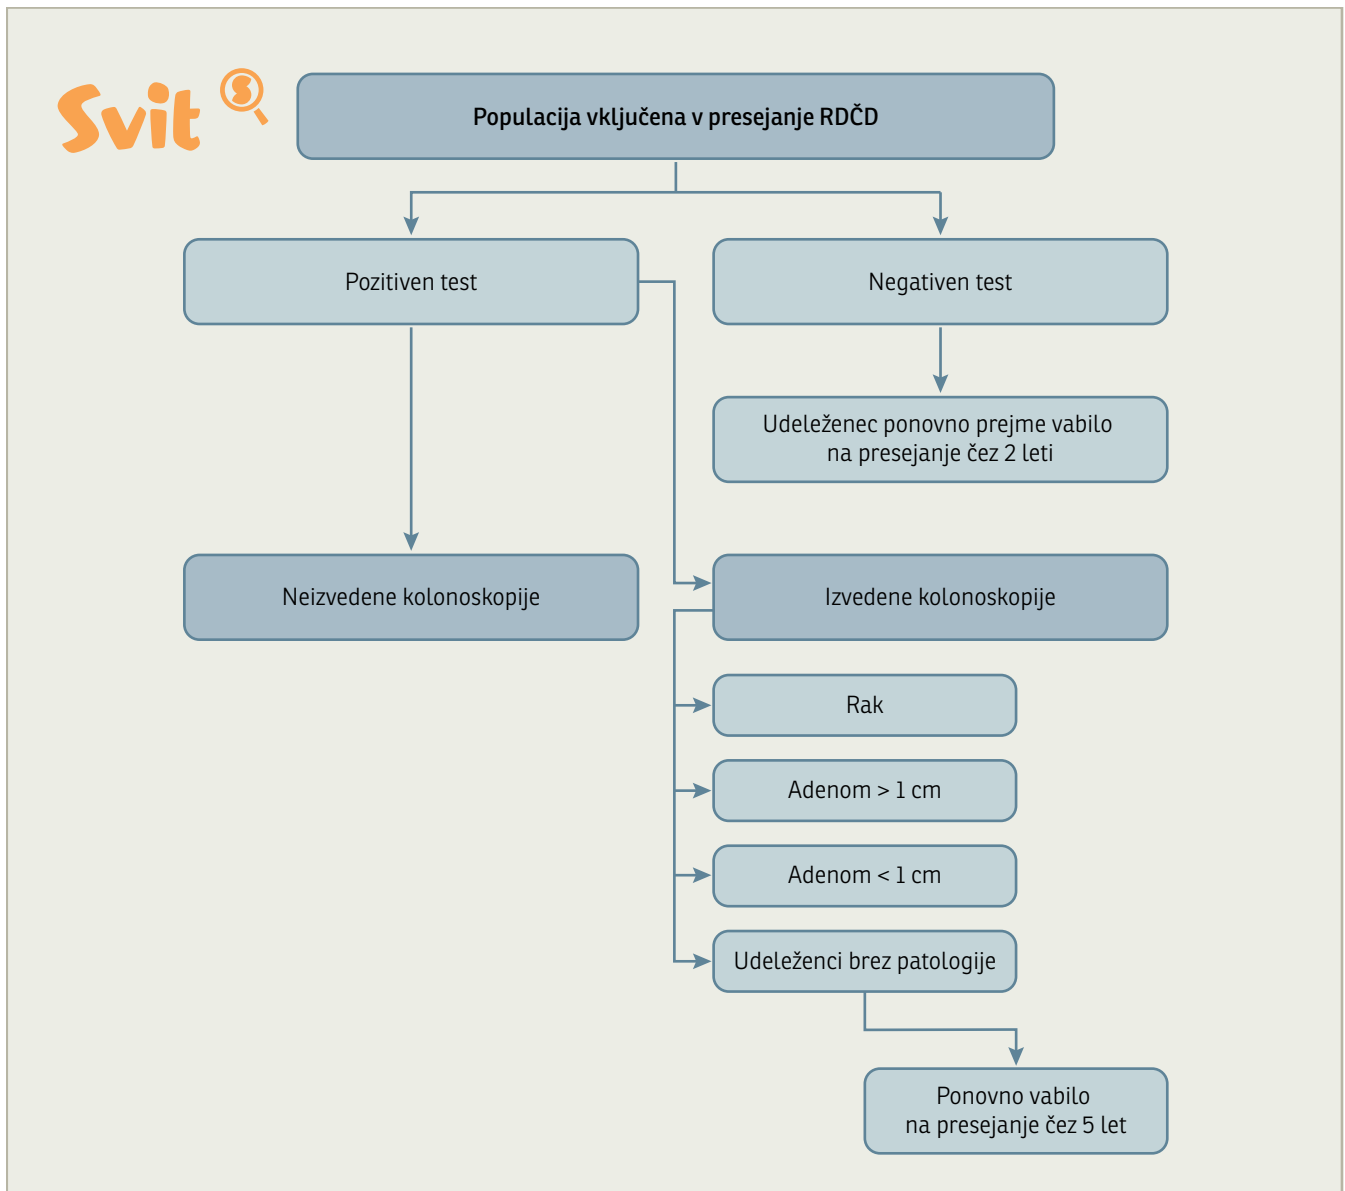 Svit
S
Populacija vključena v presejanje RDČD
Pozitiven test
Negativen test
Udeleženec ponovno prejme vabilo
na presejanje čez 2 leti
Neizvedene kolonoskopije
Izvedene kolonoskopije
Rak
Adenom > 1 cm
Adenom < 1 cm
Udeleženci brez patologije
Ponovno vabilo
na presejanje čez 5 let